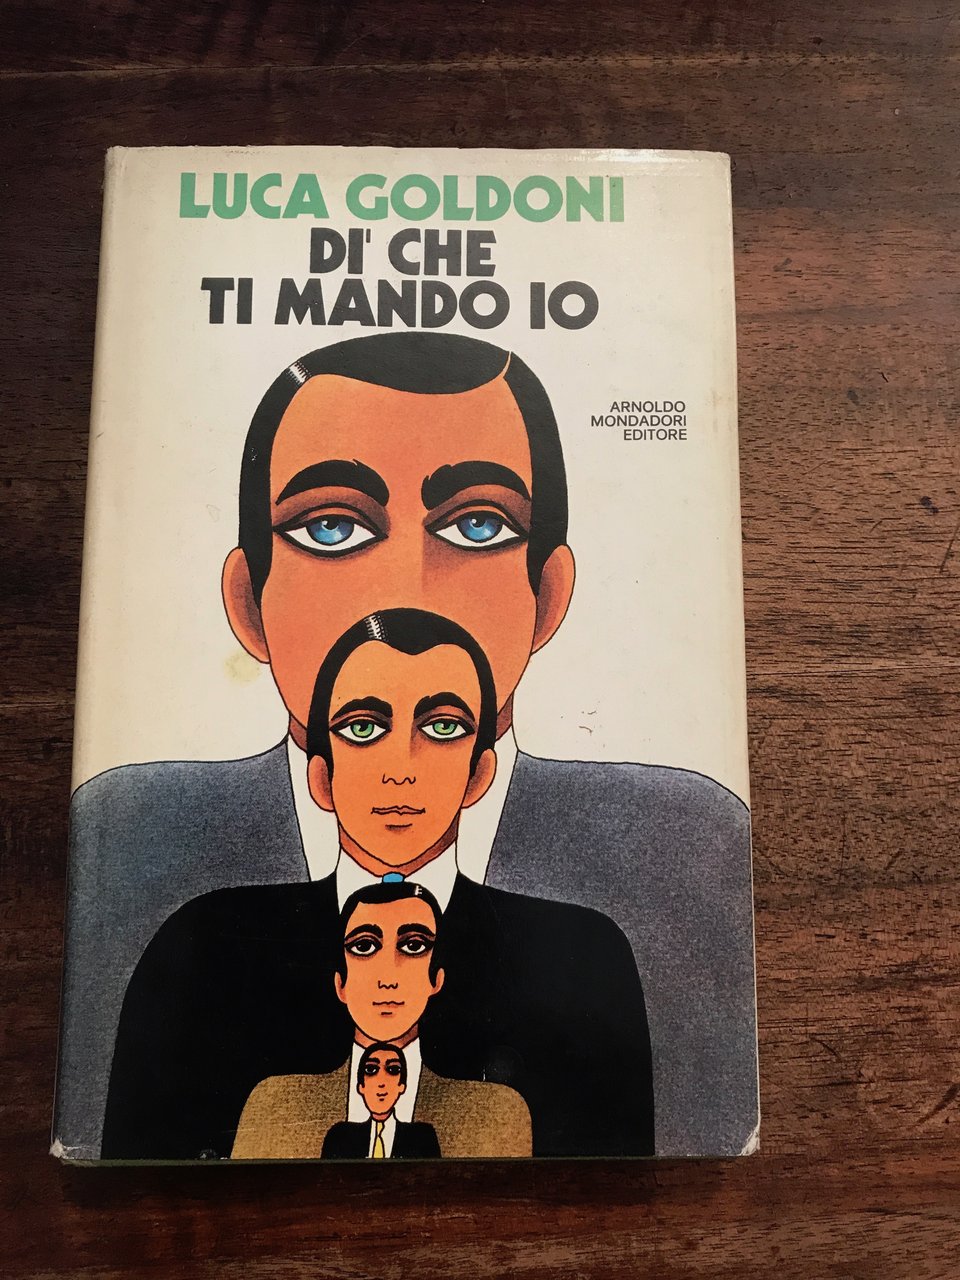 LUCA GOLDONI
DI' CHE
TI MANDO IO
ARNOLDO
MONDADORI
EDITORE